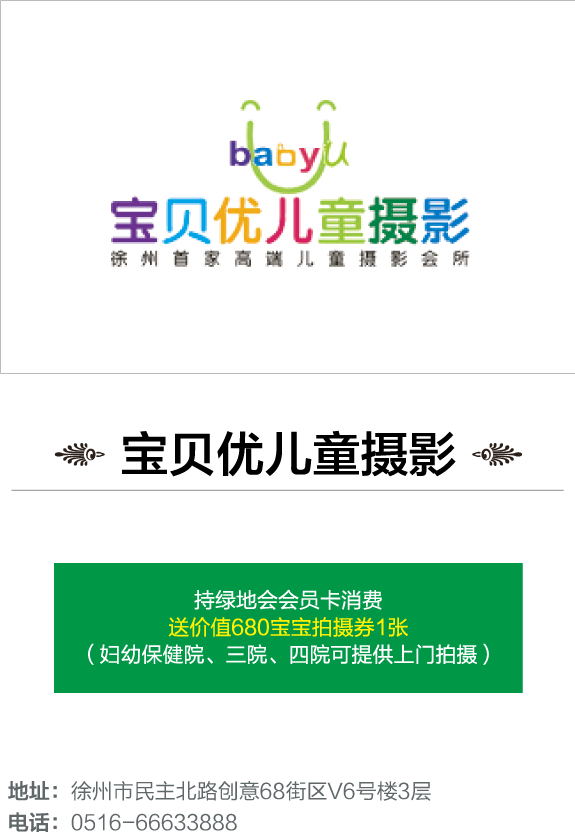 babyU
宝贝优儿童摄影
徐州首家高端儿童摄影会所
宝贝优儿童摄影
持绿地会会员卡消费
送价值680宝宝拍摄券1张
（妇幼保健院、三院、四院可提供上门拍摄）
地址：徐州市民主北路创意68街区V6号楼3层
电话：0516-66633888